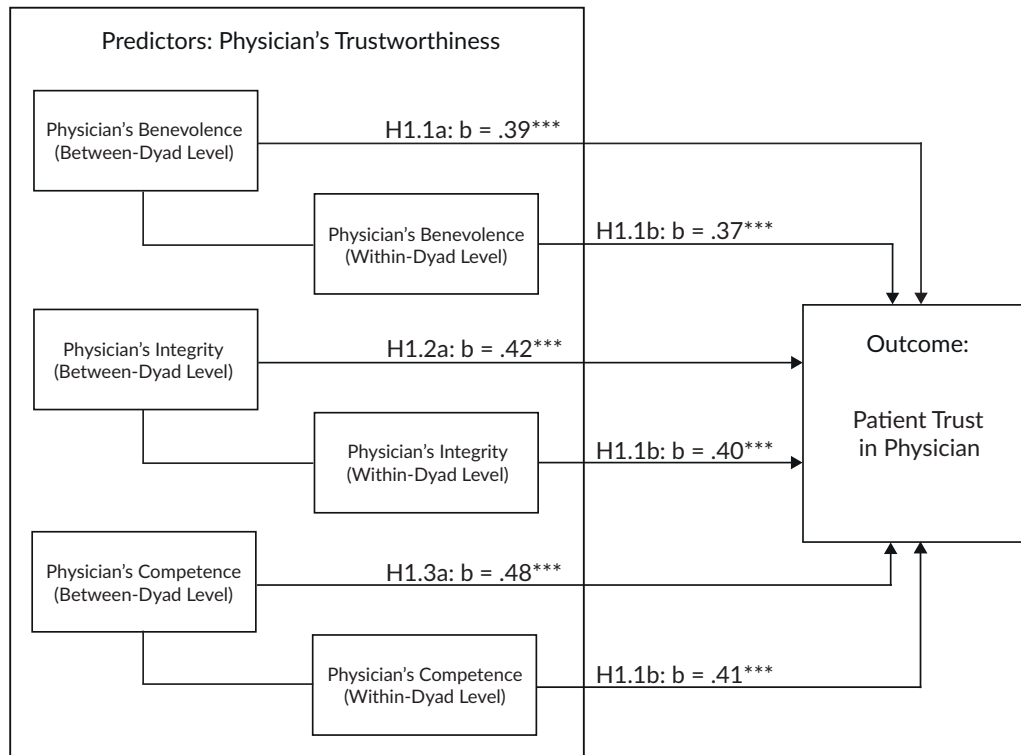 Predictors: Physician’s Trustworthiness
Physician’s Benevolence
(Between-Dyad Level)
H1.1a: b = .39***
Physician’s Benevolence
(Within-Dyad Level)
H1.1b: b = .37***
Physician’s Integrity
(Between-Dyad Level)
H1.2a: b = .42***
Physician’s Integrity
(Within-Dyad Level)
H1.1b: b = .40***
Physician’s Competence
(Between-Dyad Level)
H1.3a: b = .48***
Physician’s Competence
(Within-Dyad Level)
H1.1b: b = .41***
Outcome:
Patient Trust
in Physician